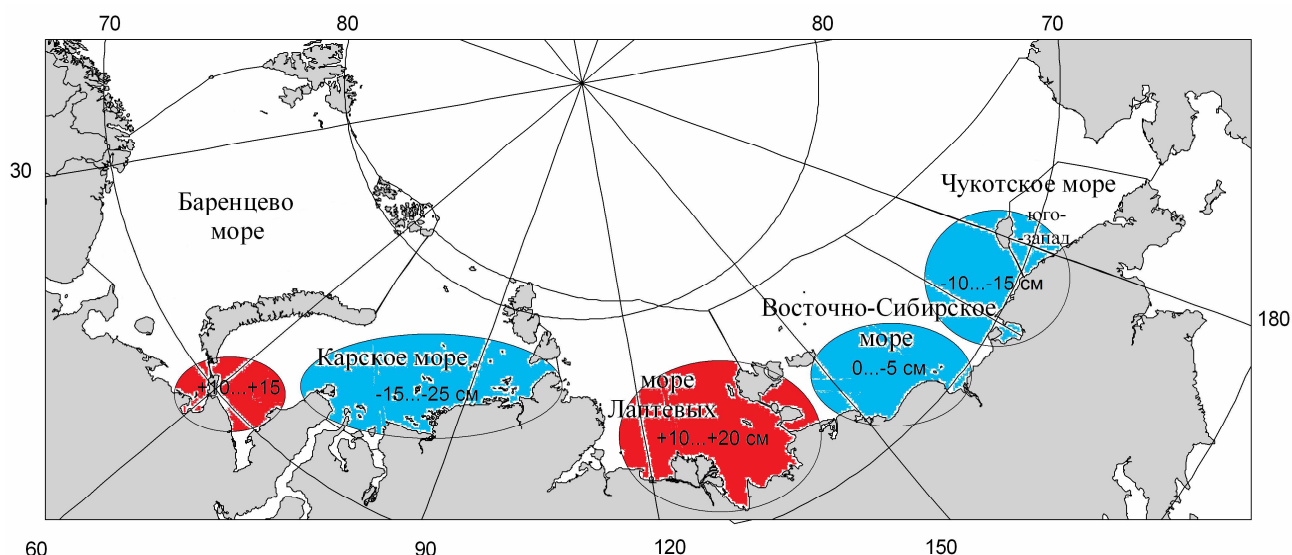 70
80
80
70
30
Баренцево
море
Чукотское море
юго-
-запад
-10...-15 см
Восточно-Сибирское
море
0...-5 см
180
Карское море
-15...-25 см
+10...+15
море
Лаптевых
+10...+20 см
60
90
120
150